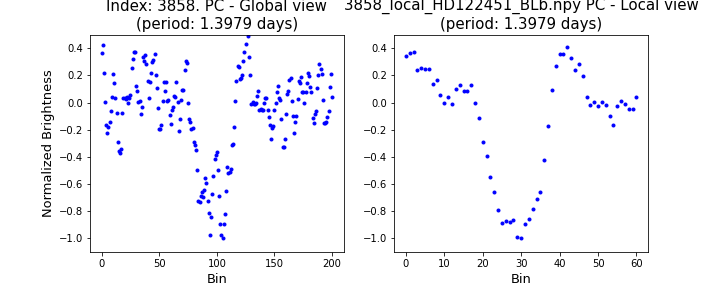 Index: 3858. PC - Global view
(period: 1.3979 days)
3858_local_HD122451_BLb.npy PC - Local view
(period: 1.3979 days)
Normalized Brightness
0.4
0.2
0.0
−0.2
−0.4
−0.6
−0.8
−1.0
0 50 100 150 200
Bin
0.4
0.2
0.0
−0.2
−0.4
−0.6
−0.8
−1.0
0 10 20 30 40 50 60
Bin